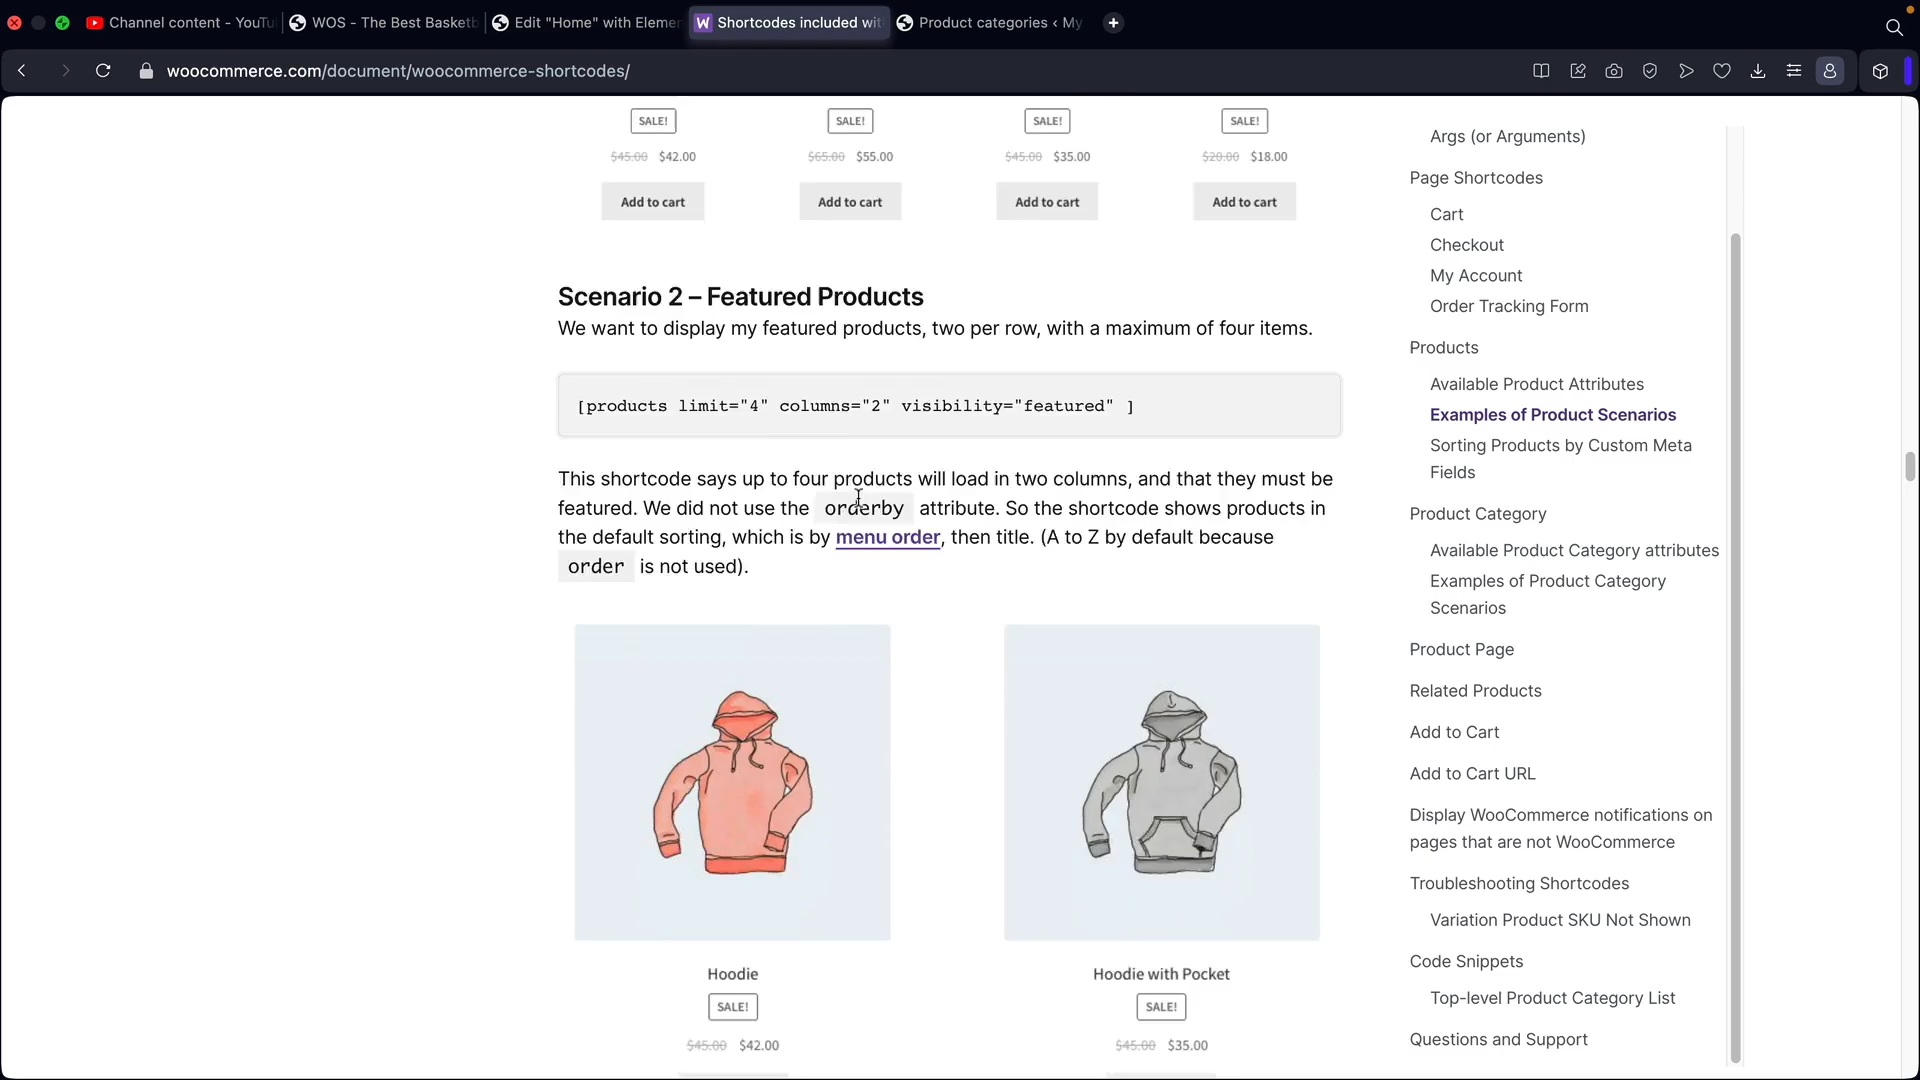 Channel content - YouTu
WOS - The Best Basketb
Edit "Home" with Eleme
Shortcodes included wit
Product categories ‹ My
woocommerce.com/document/woocommerce-shortcodes/
SALE! SALE! SALE! SALE!
$45.00 $42.00 $65.00 $55.00 $45.00 $35.00 $20.00 $18.00
Add to cart Add to cart Add to cart Add to cart
Scenario 2 – Featured Products
We want to display my featured products, two per row, with a maximum of four items.
[products limit="4" columns="2" visibility="featured" ]
This shortcode says up to four products will load in two columns, and that they must be
featured. We did not use the orderby attribute. So the shortcode shows products in
the default sorting, which is by menu order, then title. (A to Z by default because
order is not used).
Hoodie Hoodie with Pocket
SALE! SALE!
$45.00 $42.00 $45.00 $35.00
Args (or Arguments)
Page Shortcodes
Cart
Checkout
My Account
Order Tracking Form
Products
Available Product Attributes
Examples of Product Scenarios
Sorting Products by Custom Meta
Fields
Product Category
Available Product Category attributes
Examples of Product Category
Scenarios
Product Page
Related Products
Add to Cart
Add to Cart URL
Display WooCommerce notifications on
pages that are not WooCommerce
Troubleshooting Shortcodes
Variation Product SKU Not Shown
Code Snippets
Top-level Product Category List
Questions and Support